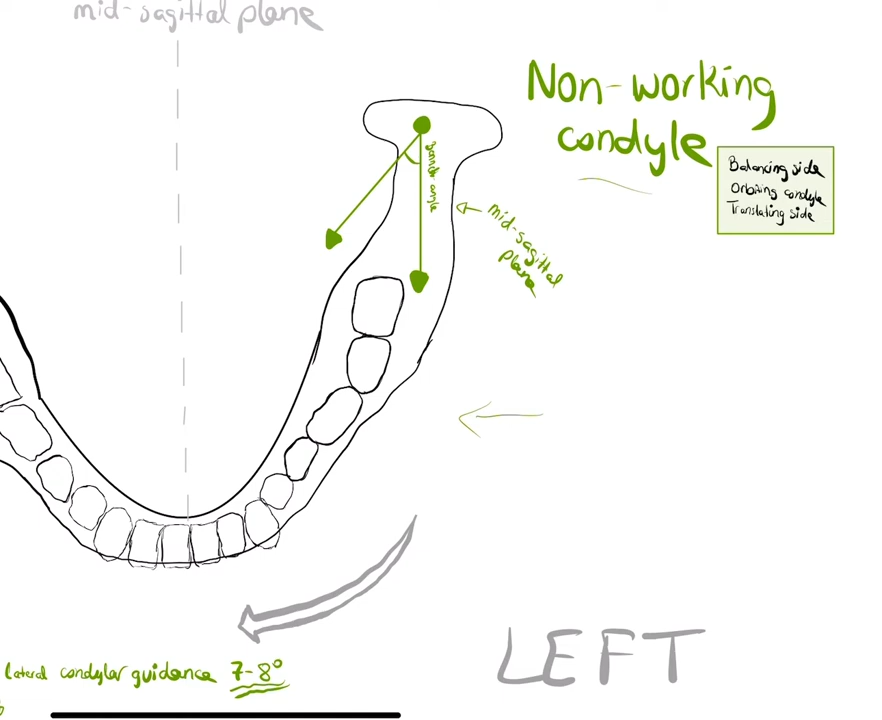 mid-sagittal plane
Non-working
condyle
Balancing side
Orbiting condyle
Translating side
angle
mid-sagittal
plane
lateral condylar guidance 7-8°
LEFT